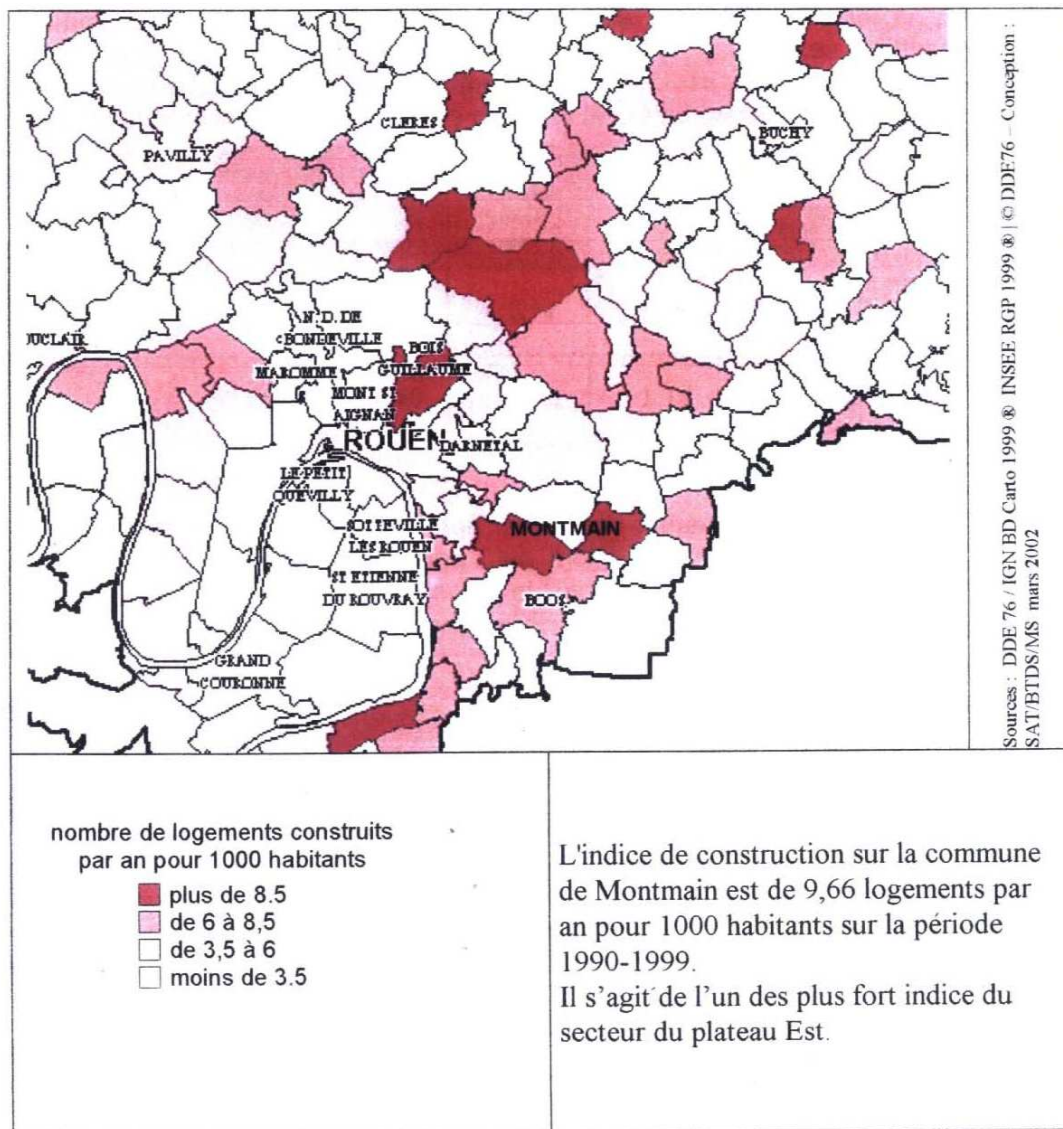 CLERES
BUCHY
PAVILLY
N.D. DE
BONDEVILLE
UCLAIR
BOIS
GUILLAUME
MAROMME
MONT ST
AIGNAN
ROUEN
DARNETAL
LE PETIT
QUEVILLY
SOTTEVILLE
LES ROUEN
MONTMAIN
ST ETIENNE
DU ROUVRAY
BOOS
GRAND
COURONNE
Sources : DDE 76 / IGN BD Carto 1999 ® INSEE RGP 1999 ® | © DDE76 – Conception :
SAT/BTDS/MS mars 2002
nombre de logements construits
par an pour 1000 habitants
plus de 8.5
de 6 à 8,5
de 3,5 à 6
moins de 3.5
L'indice de construction sur la commune
de Montmain est de 9,66 logements par
an pour 1000 habitants sur la période
1990-1999.
Il s’agit de l’un des plus fort indice du
secteur du plateau Est.